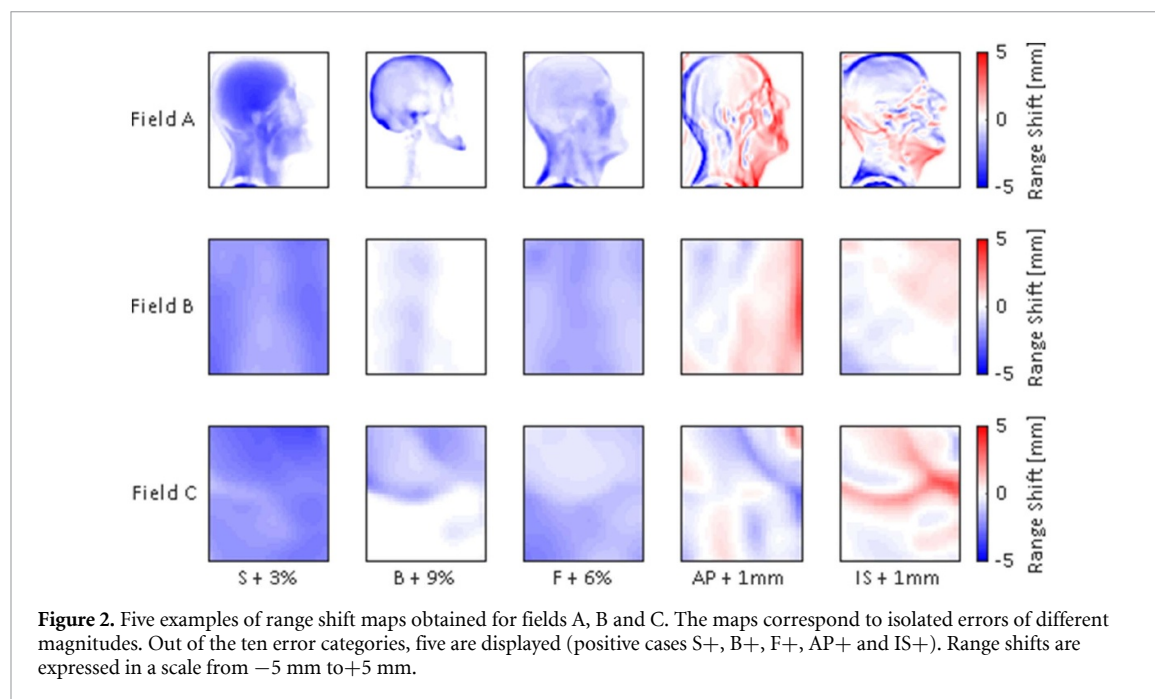 Field A
5
0
-5
Range Shift [mm]
Field B
5
0
-5
Range Shift [mm]
Field C
5
0
-5
Range Shift [mm]
S + 3%
B + 9%
F + 6%
AP + 1mm
IS + 1mm
Figure 2. Five examples of range shift maps obtained for fields A, B and C. The maps correspond to isolated errors of different
magnitudes. Out of the ten error categories, five are displayed (positive cases S+, B+, F+, AP+ and IS+). Range shifts are
expressed in a scale from −5 mm to+5 mm.